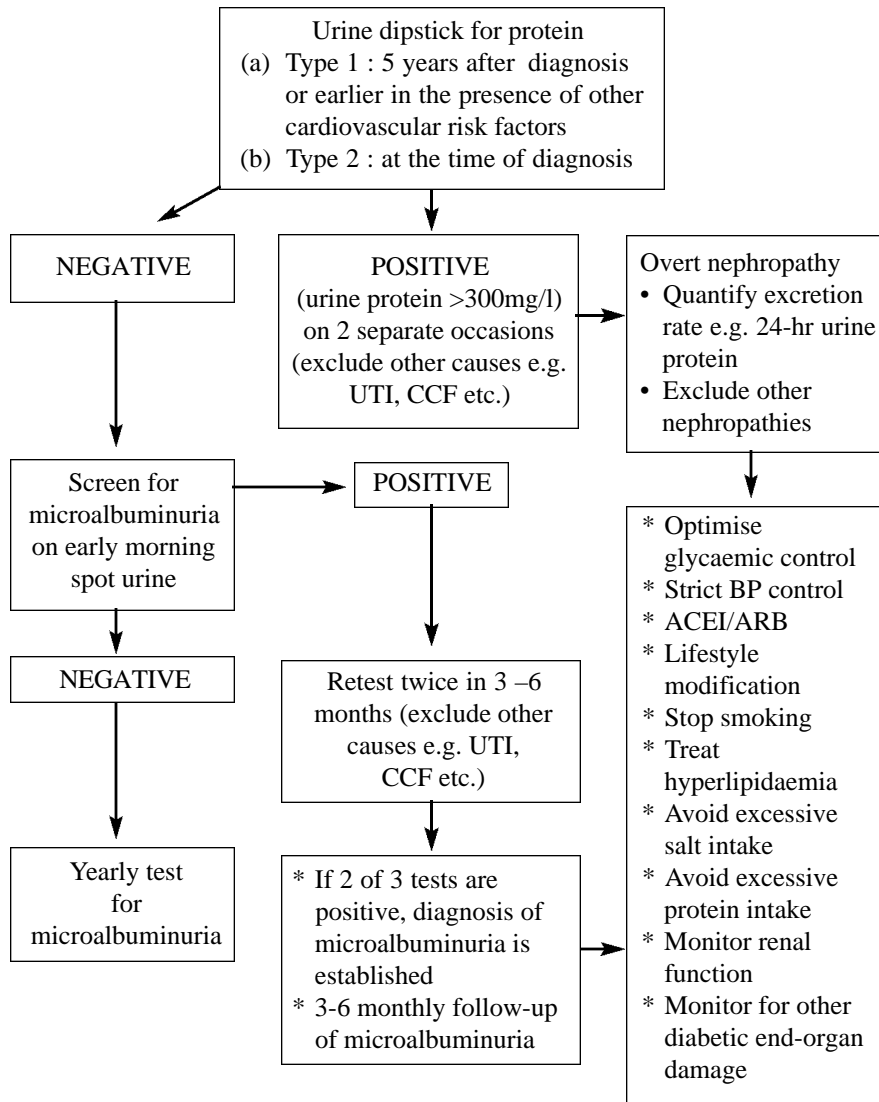 Urine dipstick for protein
(a) Type 1 : 5 years after diagnosis
or earlier in the presence of other
cardiovascular risk factors
(b) Type 2 : at the time of diagnosis
NEGATIVE
POSITIVE
(urine protein >300mg/l)
on 2 separate occasions
(exclude other causes e.g.
UTI, CCF etc.)
Overt nephropathy
• Quantify excretion
rate e.g. 24-hr urine
protein
• Exclude other
nephropathies
Screen for
microalbuminuria
on early morning
spot urine
POSITIVE
NEGATIVE
Retest twice in 3 –6
months (exclude other
causes e.g. UTI,
CCF etc.)
Yearly test
for
microalbuminuria
* If 2 of 3 tests are
positive, diagnosis of
microalbuminuria is
established
* 3-6 monthly follow-up
of microalbuminuria
* Optimise
glycaemic control
* Strict BP control
* ACEI/ARB
* Lifestyle
modification
* Stop smoking
* Treat
hyperlipidaemia
* Avoid excessive
salt intake
* Avoid excessive
protein intake
* Monitor renal
function
* Monitor for other
diabetic end-organ
damage